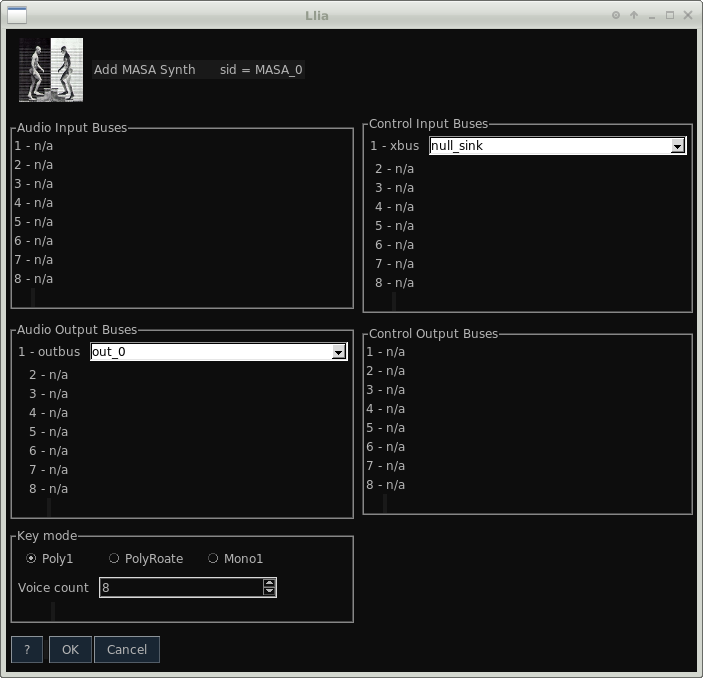 Llia
Add MASA Synth sid = MASA_0
Audio Input Buses
1 - n/a
2 - n/a
3 - n/a
4 - n/a
5 - n/a
6 - n/a
7 - n/a
8 - n/a
Control Input Buses
1 - xbus null_sink
2 - n/a
3 - n/a
4 - n/a
5 - n/a
6 - n/a
7 - n/a
8 - n/a
Audio Output Buses
1 - outbus out_0
2 - n/a
3 - n/a
4 - n/a
5 - n/a
6 - n/a
7 - n/a
8 - n/a
Control Output Buses
1 - n/a
2 - n/a
3 - n/a
4 - n/a
5 - n/a
6 - n/a
7 - n/a
8 - n/a
Key mode
Poly1 PolyRoate Mono1
Voice count 8
? OK Cancel